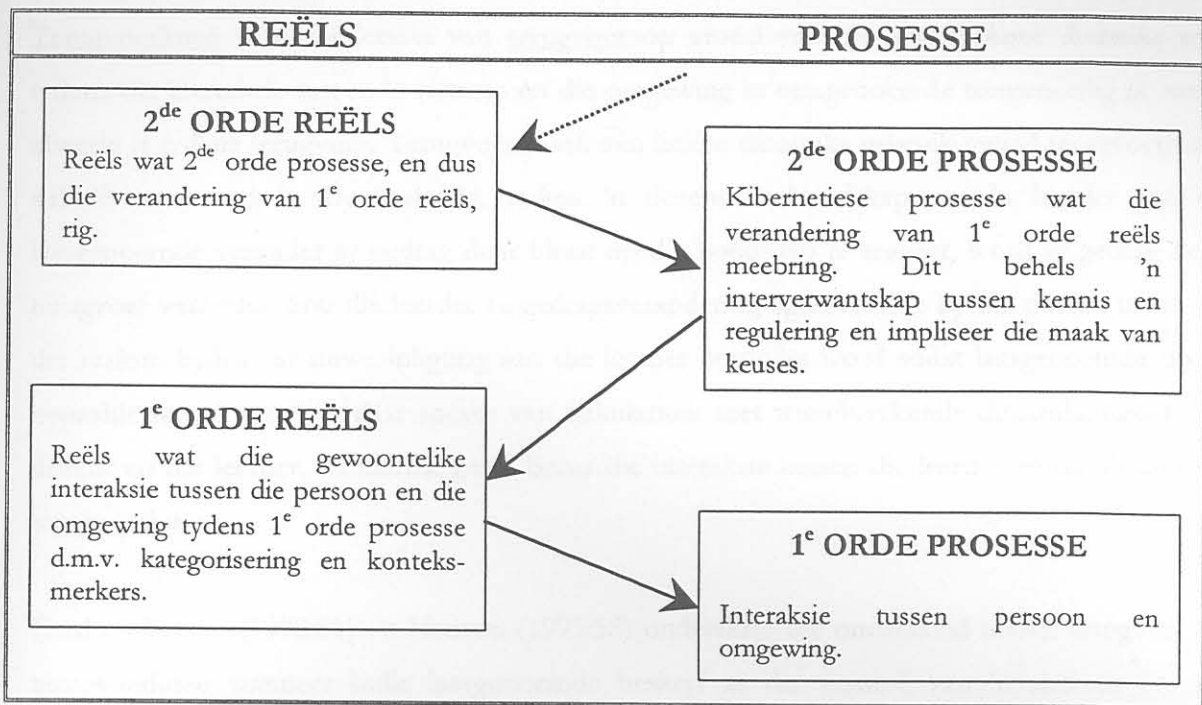 REËLS PROSESSE
2de ORDE REËLS
Reëls wat 2de orde prosesse, en dus
die verandering van 1e orde reëls,
rig.
2de ORDE PROSESSE
Kibernetiese prosesse wat die
verandering van 1e orde reëls
meebring. Dit behels 'n
interverwantskap tussen kennis en
regulering en impliseer die maak van
keuses.
1e ORDE REËLS
Reëls wat die gewoontelike
interaksie tussen die persoon en die
omgewing tydens 1e orde prosesse
d.m.v. kategorisering en konteks-
merkers.
1e ORDE PROSESSE
Interaksie tussen persoon en
omgewing.